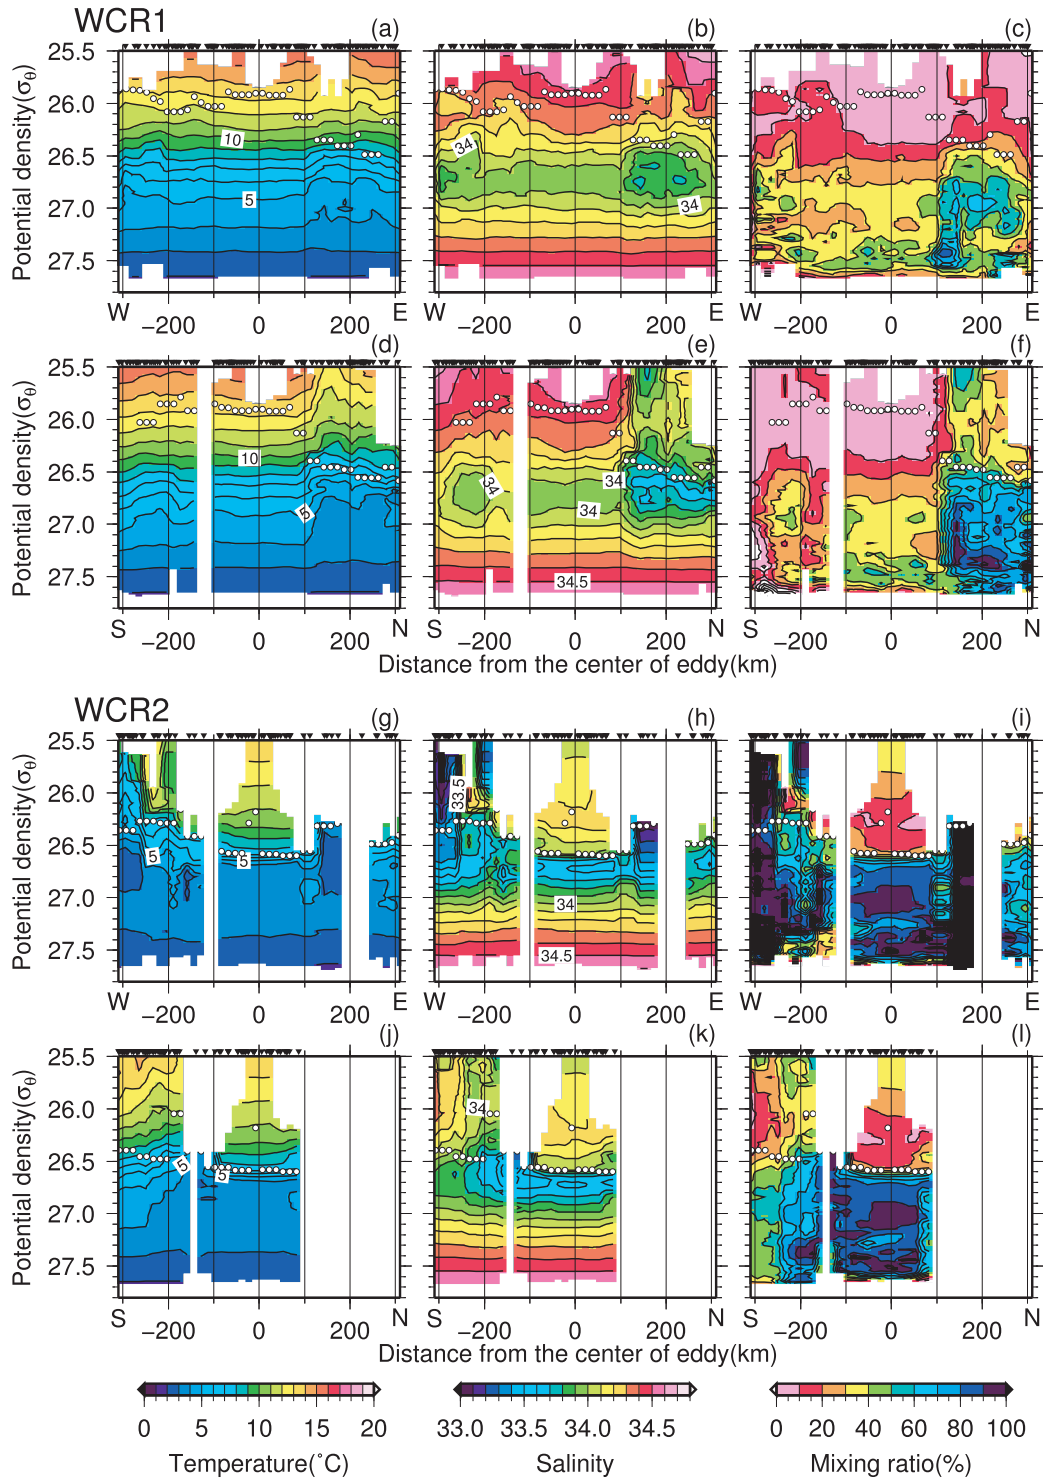 WCR1
(a) (b) (c)
Potential density(σθ)
25.5
26.0
26.5
27.0
27.5
10
5
34
34
W −200 0 200 E
W −200 0 200 E
W −200 0 200 E
(d) (e) (f)
Potential density(σθ)
25.5
26.0
26.5
27.0
27.5
10
5
34
34
34
34.5
S −200 0 200 N
S −200 0 200 N
S −200 0 200 N
Distance from the center of eddy(km)
WCR2
(g) (h) (i)
Potential density(σθ)
25.5
26.0
26.5
27.0
27.5
5
5
33.5
34
34.5
W −200 0 200 E
W −200 0 200 E
W −200 0 200 E
(j) (k) (l)
Potential density(σθ)
25.5
26.0
26.5
27.0
27.5
5
5
34
S −200 0 200 N
S −200 0 200 N
S −200 0 200 N
Distance from the center of eddy(km)
0 5 10 15 20
Temperature(°C)
33.0 33.5 34.0 34.5
Salinity
0 20 40 60 80 100
Mixing ratio(%)